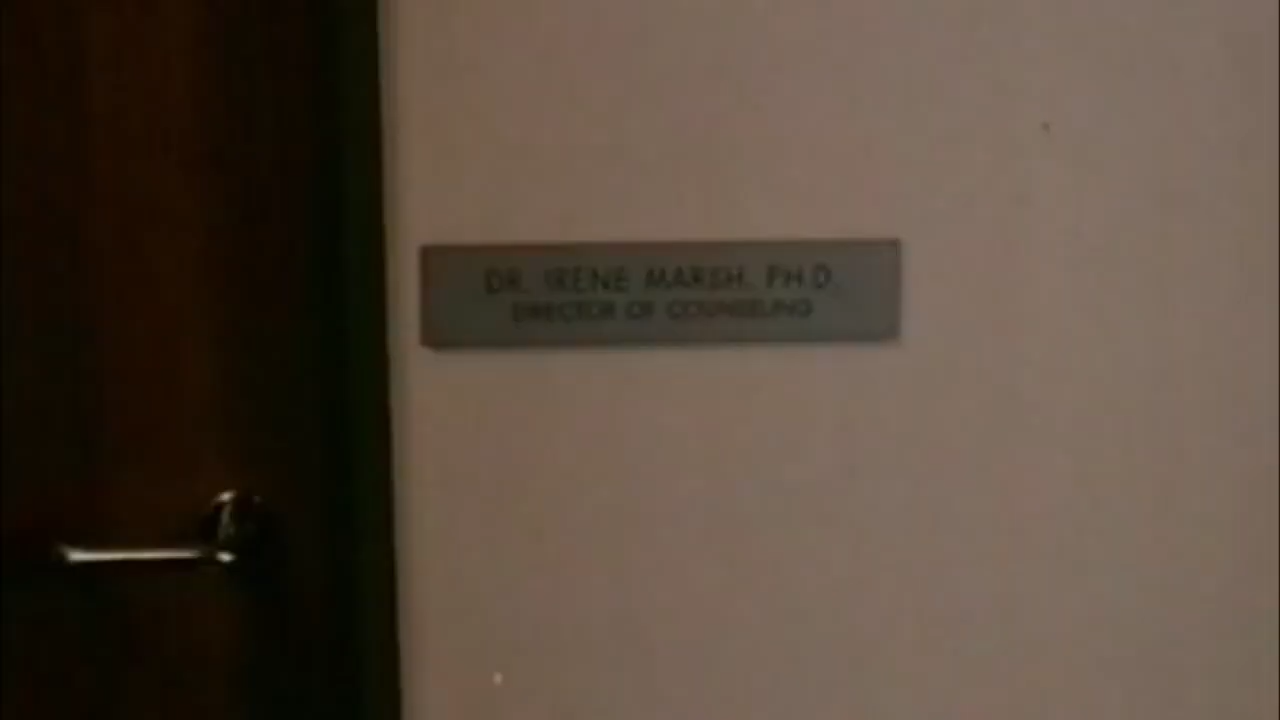 DR. IRENE MARSH, PH.D.
DIRECTOR OF COUNSELING